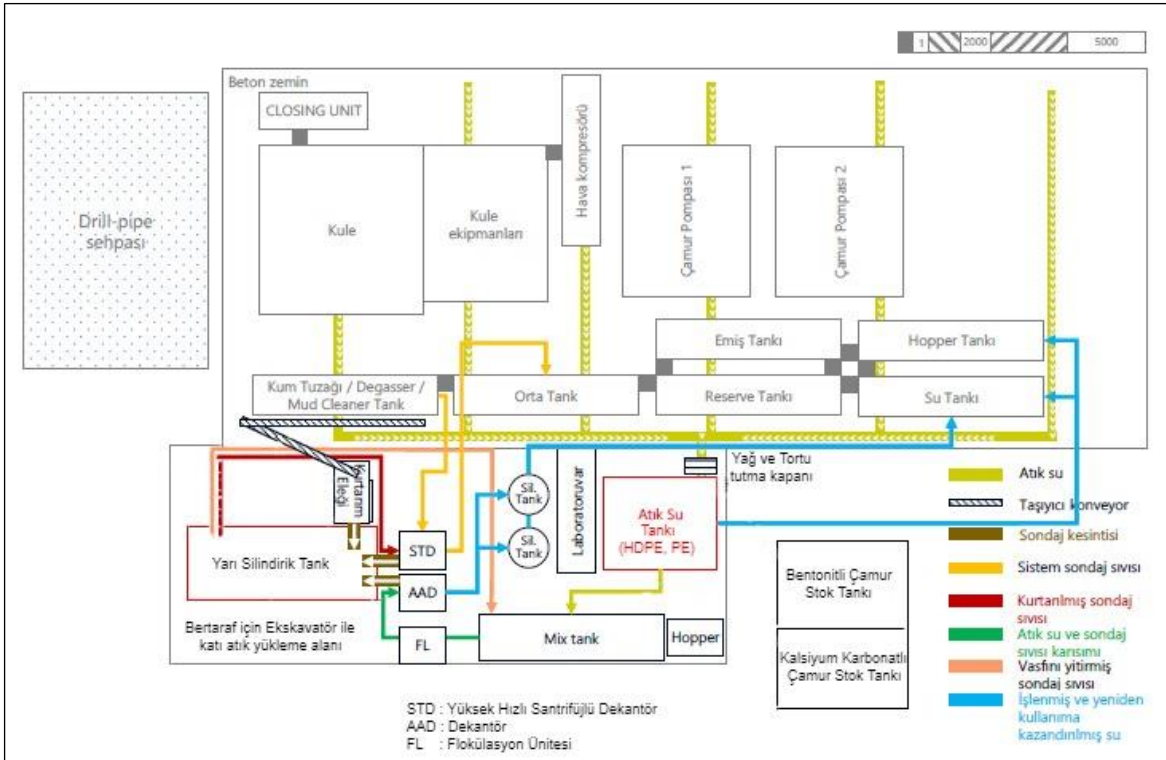 1
2000
5000
Beton zemin
CLOSING UNIT
Drill-pipe
sehpası
Kule
Kule
ekipmanları
Hava kompresörü
Çamur Pompası 1
Çamur Pompası 2
Emiş Tankı
Hopper Tankı
Kum Tuzağı / Degasser /
Mud Cleaner Tank
Orta Tank
Reserve Tankı
Su Tankı
Kurtarım
Eleği
Yarı Silindirik Tank
STD
AAD
FL
Sil.
Tank
Sil.
Tank
Laboratoruvar
Yağ ve Tortu
tutma kapanı
Atık Su
Tankı
(HDPE, PE)
Mix tank
Hopper
Bertaraf için Ekskavatör ile
katı atık yükleme alanı
Bentonitli Çamur
Stok Tankı
Kalsiyum Karbonatlı
Çamur Stok Tankı
Atık su
Taşıyıcı konveyor
Sondaj kesintisi
Sistem sondaj sıvısı
Kurtarılmış sondaj
sıvısı
Atık su ve sondaj
sıvısı karışımı
Vasfını yitirmiş
sondaj sıvısı
İşlenmiş ve yeniden
kullanıma
kazandırılmış su
STD : Yüksek Hızlı Santrifüjlü Dekantör
AAD : Dekantör
FL : Flokülasyon Ünitesi